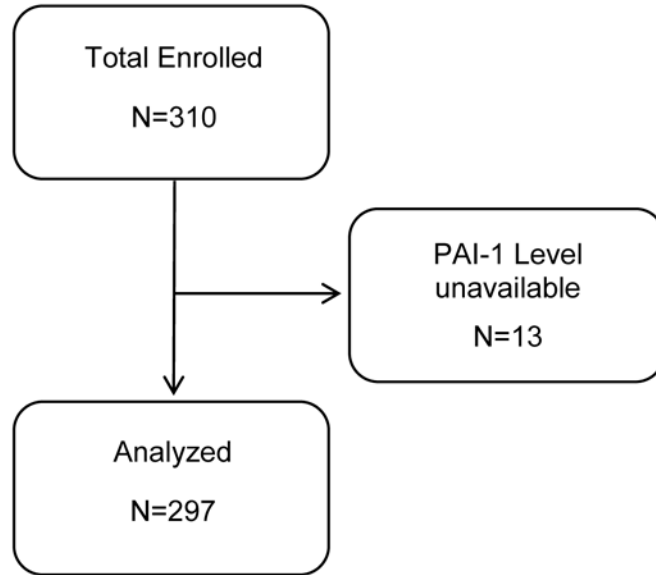 Total Enrolled
N=310
PAI-1 Level
unavailable
N=13
Analyzed
N=297